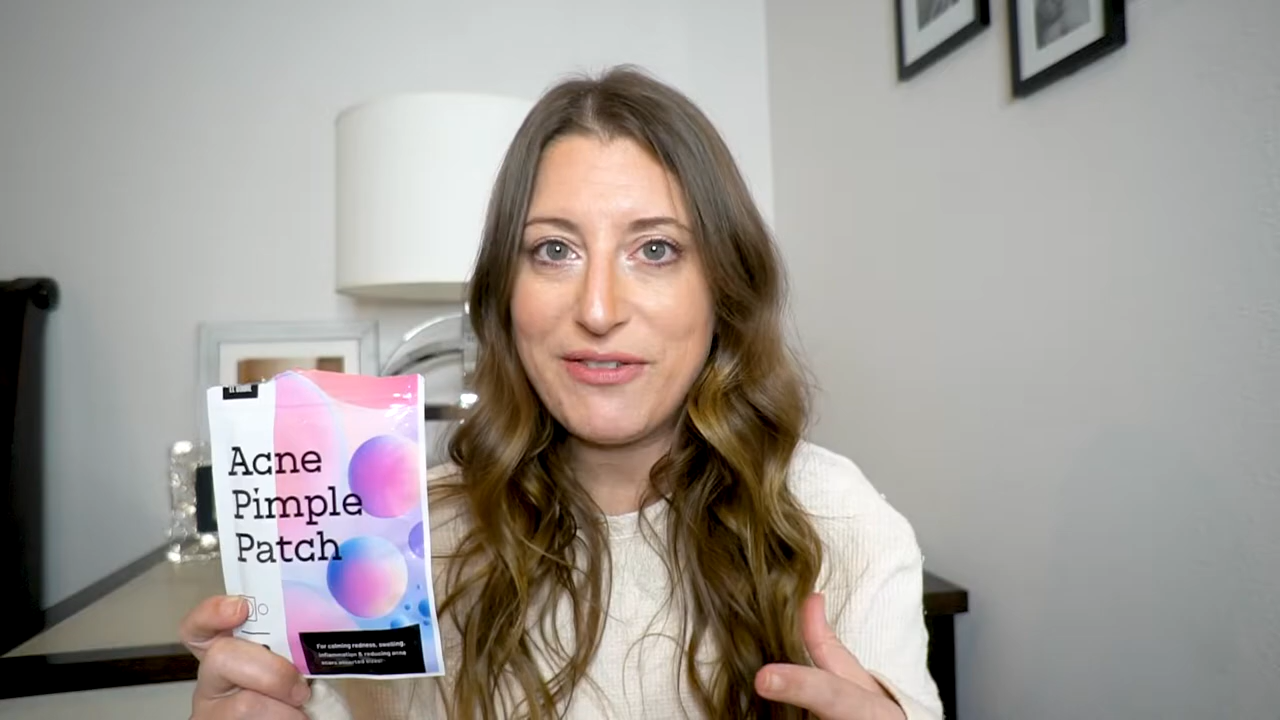 Acne
Pimple
Patch
For calming redness, swelling,
inflammation & reducing acne